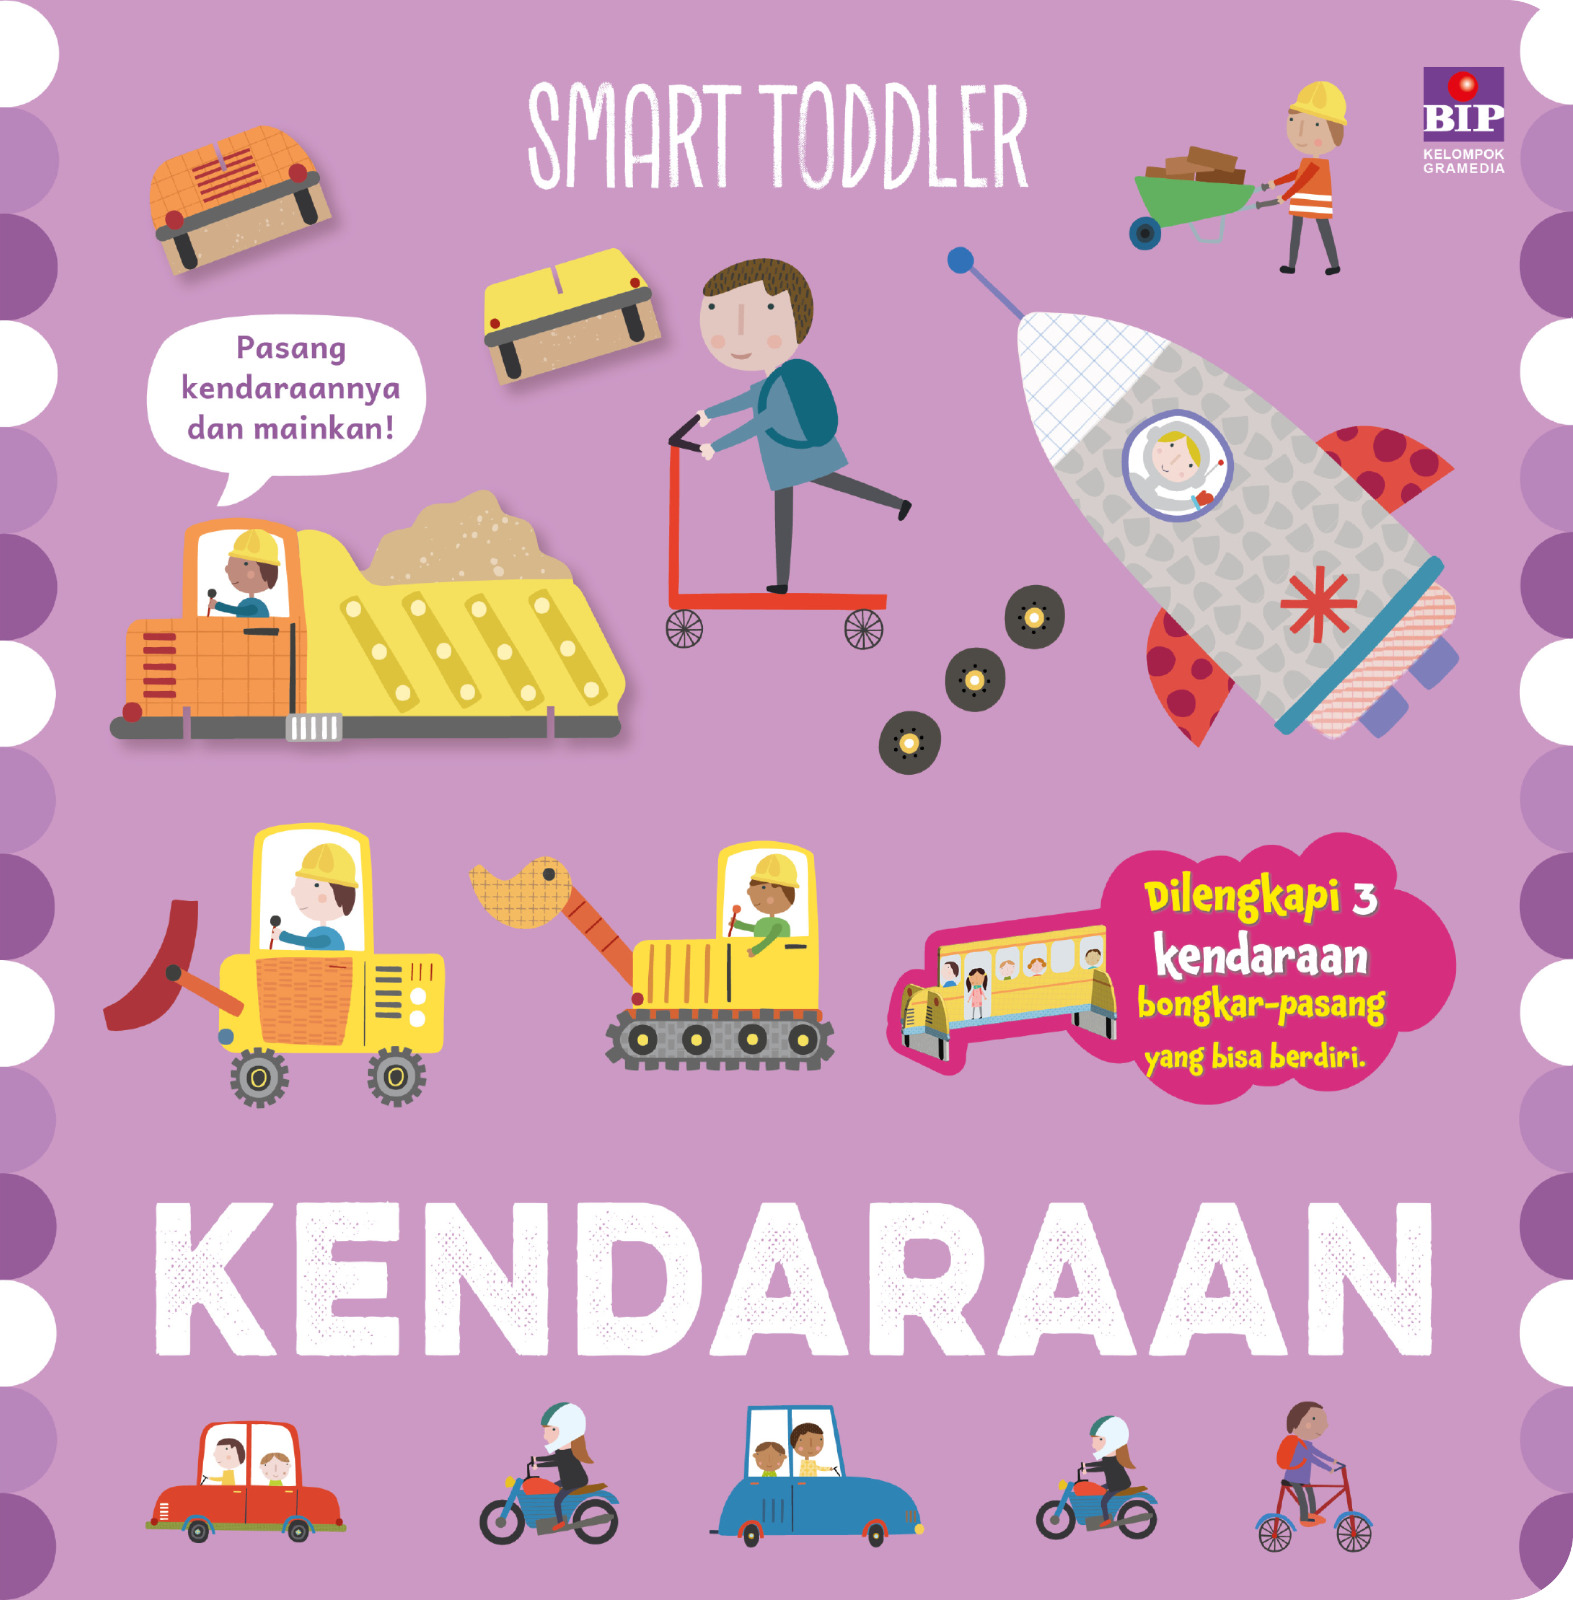 SMART TODDLER
BIP
KELOMPOK
GRAMEDIA
Pasang
kendaraannya
dan mainkan!
Dilengkapi 3
kendaraan
bongkar-pasang
yang bisa berdiri.
KENDARAAN